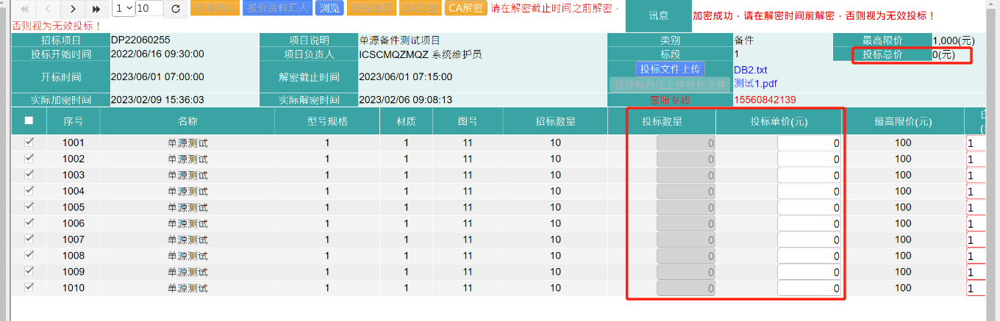 1 10 价格确认 报价资料汇入 浏览 投标撤回 CA加密 CA解密 请在解密截止时间之前解密，
否则视为无效投标！
讯息 加密成功，请在解密时间前解密，否则视为无效投标！
招标项目 DP22060255 项目说明 单源备件测试项目 类别 备件 最高限价 1,000(元)
投标开始时间 2022/06/16 09:30:00 项目负责人 ICSCMQZMQZ 系统维护员 标段 1 投标总价 0(元)
开标时间 2023/06/01 07:00:00 解密截止时间 2023/06/01 07:15:00 投标文件上传 DB2.txt
按评标办法上传投标文件 测试1.pdf
实际加密时间 2023/02/09 15:36:03 实际解密时间 2023/02/06 09:08:13 客服专线 15560842139
序号 名称 型号规格 材质 图号 招标数量 投标数量 投标单价(元) 最高限价(元)
1001 单源测试 1 1 11 10 0 0 100 1
1002 单源测试 1 1 11 10 0 0 100 1
1003 单源测试 1 1 11 10 0 0 100 1
1004 单源测试 1 1 11 10 0 0 100 1
1005 单源测试 1 1 11 10 0 0 100 1
1006 单源测试 1 1 11 10 0 0 100 1
1007 单源测试 1 1 11 10 0 0 100 1
1008 单源测试 1 1 11 10 0 0 100 1
1009 单源测试 1 1 11 10 0 0 100 1
1010 单源测试 1 1 11 10 0 0 100 1